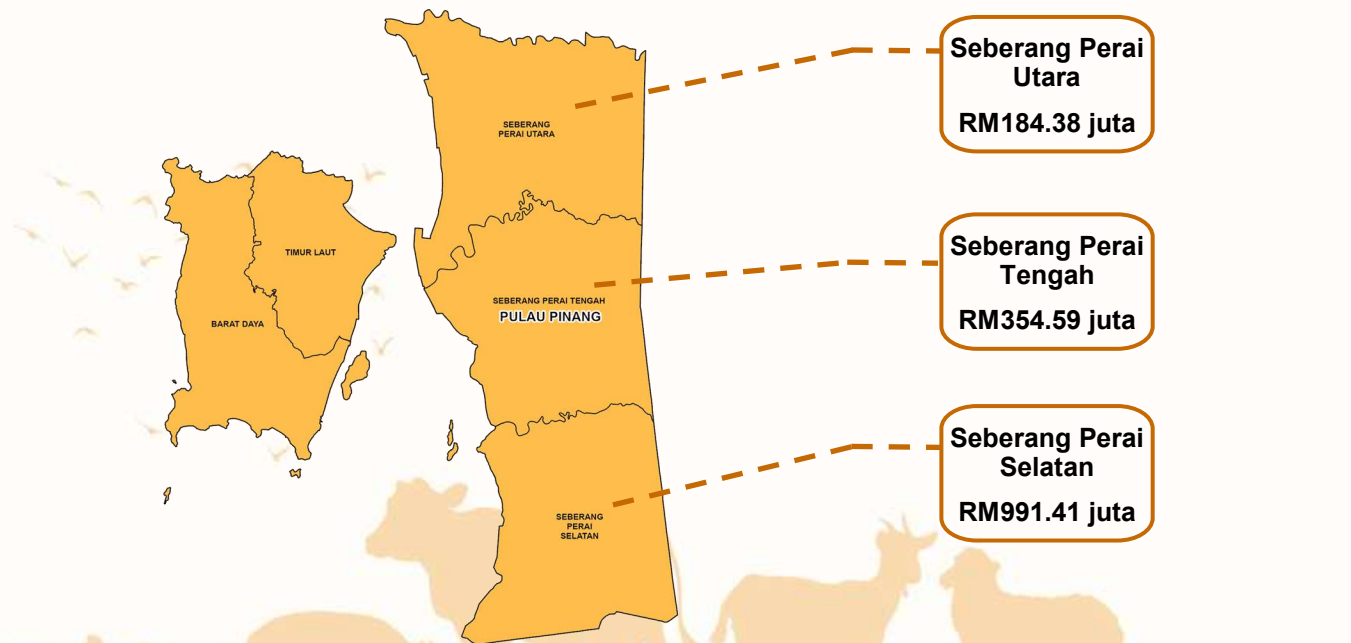 SEBERANG
PERAI UTARA
TIMUR LAUT
BARAT DAYA
SEBERANG PERAI TENGAH
PULAU PINANG
SEBERANG
PERAI
SELATAN
Seberang Perai
Utara
RM184.38 juta
Seberang Perai
Tengah
RM354.59 juta
Seberang Perai
Selatan
RM991.41 juta